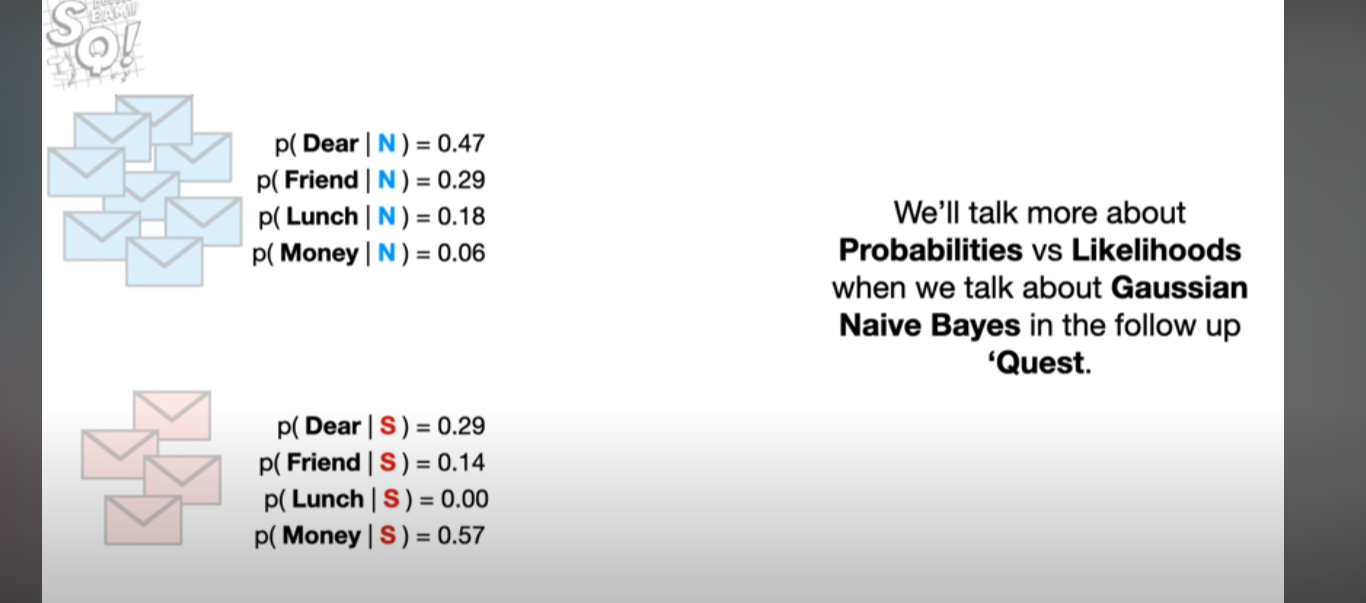 SQ!
BAM!!
p( Dear | N ) = 0.47
p( Friend | N ) = 0.29
p( Lunch | N ) = 0.18
p( Money | N ) = 0.06
We’ll talk more about
Probabilities vs Likelihoods
when we talk about Gaussian
Naive Bayes in the follow up
‘Quest.
p( Dear | S ) = 0.29
p( Friend | S ) = 0.14
p( Lunch | S ) = 0.00
p( Money | S ) = 0.57